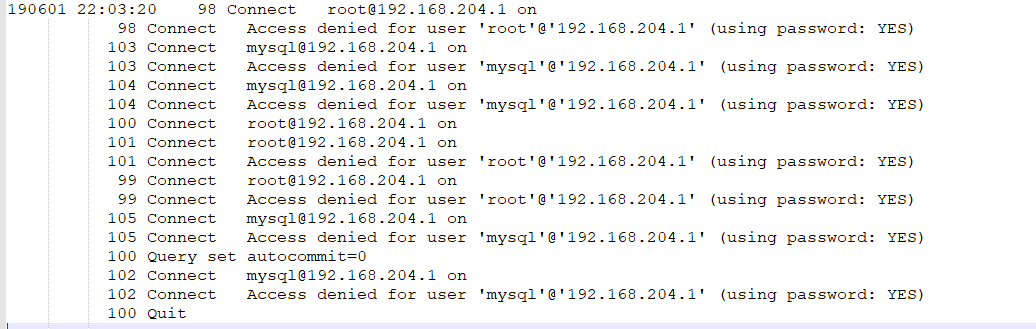 190601 22:03:20 98 Connect root@192.168.204.1 on
98 Connect Access denied for user 'root'@'192.168.204.1' (using password: YES)
103 Connect mysql@192.168.204.1 on
103 Connect Access denied for user 'mysql'@'192.168.204.1' (using password: YES)
104 Connect mysql@192.168.204.1 on
104 Connect Access denied for user 'mysql'@'192.168.204.1' (using password: YES)
100 Connect root@192.168.204.1 on
101 Connect root@192.168.204.1 on
101 Connect Access denied for user 'root'@'192.168.204.1' (using password: YES)
99 Connect root@192.168.204.1 on
99 Connect Access denied for user 'root'@'192.168.204.1' (using password: YES)
105 Connect mysql@192.168.204.1 on
105 Connect Access denied for user 'mysql'@'192.168.204.1' (using password: YES)
100 Query set autocommit=0
102 Connect mysql@192.168.204.1 on
102 Connect Access denied for user 'mysql'@'192.168.204.1' (using password: YES)
100 Quit